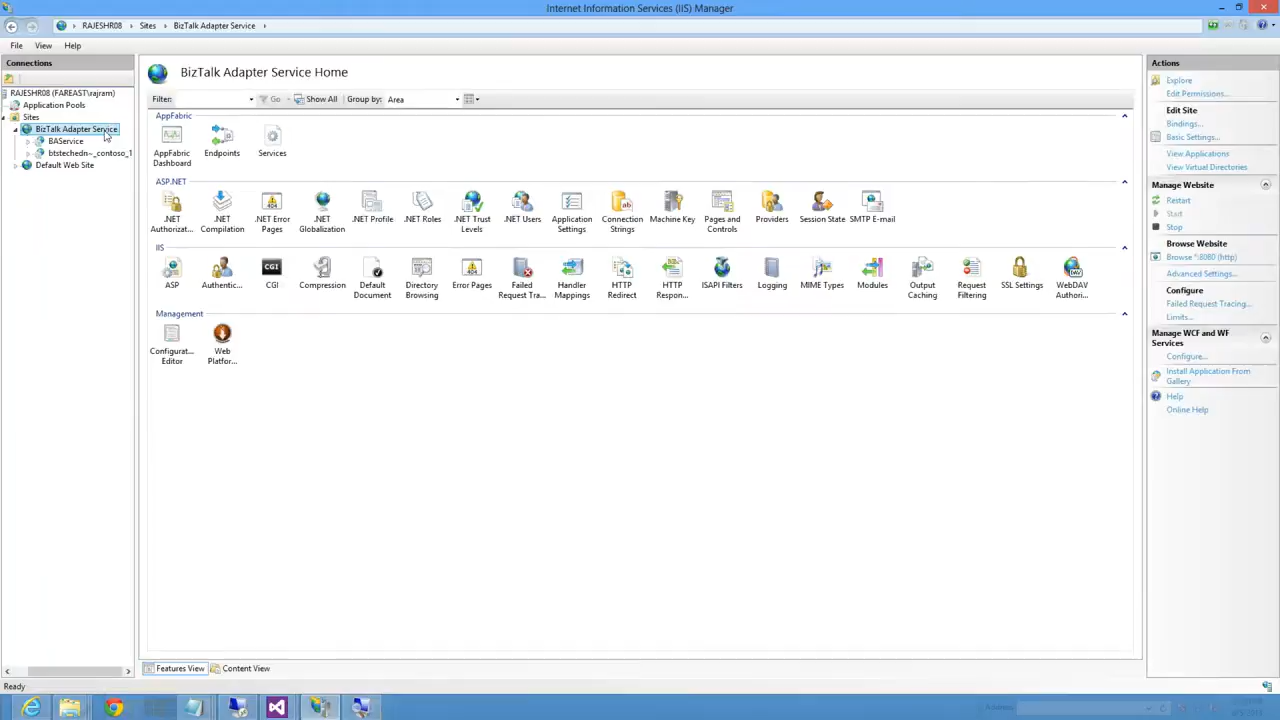 Internet Information Services (IIS) Manager
RAJESHR08 Sites BizTalk Adapter Service
File View Help
Connections
RAJESHR08 (FAREAST\rajram)
Application Pools
Sites
BizTalk Adapter Service
BAService
btstechedn~_contoso_1
Default Web Site
BizTalk Adapter Service Home
Filter: Go Show All Group by: Area
AppFabric
AppFabric Dashboard
Endpoints
Services
ASP.NET
.NET Authorizat...
.NET Compilation
.NET Error Pages
.NET Globalization
.NET Profile
.NET Roles
.NET Trust Levels
.NET Users
Application Settings
Connection Strings
Machine Key
Pages and Controls
Providers
Session State
SMTP E-mail
IIS
ASP
Authentic...
CGI
Compression
Default Document
Directory Browsing
Error Pages
Failed Request Tra...
Handler Mappings
HTTP Redirect
HTTP Respon...
ISAPI Filters
Logging
MIME Types
Modules
Output Caching
Request Filtering
SSL Settings
WebDAV Authori...
Management
Configurat... Editor
Web Platfor...
Features View Content View
Actions
Explore
Edit Permissions...
Edit Site
Bindings...
Basic Settings...
View Applications
View Virtual Directories
Manage Website
Restart
Start
Stop
Browse Website
Browse *:8080 (http)
Advanced Settings...
Configure
Failed Request Tracing...
Limits...
Manage WCF and WF
Services
Configure...
Install Application From
Gallery
Help
Online Help
Ready
Address